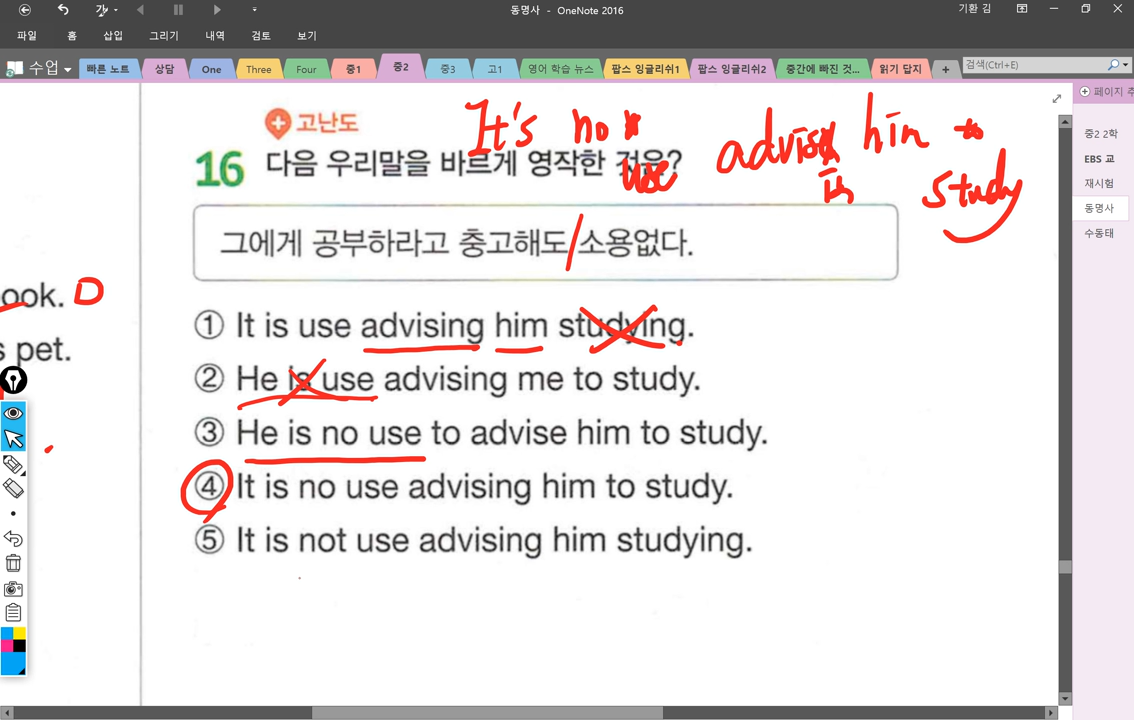 동명사 - OneNote 2016
기환 김
파일 홈 삽입 그리기 내역 검토 보기
수업 빠른 노트 상담 One Three Four 중1 중2 중3 고1 영어 학습 뉴스 팝스 잉글리쉬1 팝스 잉글리쉬2 중간에 빠진 것... 읽기 답지 + 검색(Ctrl+E)
페이지 추
중2 2학
EBS 교
재시험
동명사
수동태
고난도
It's no use advising him to study
16 다음 우리말을 바르게 영작한 것은?
그에게 공부하라고 충고해도/소용없다.
ook. D
s pet.
① It is use advising him studying.
② He is use advising me to study.
③ He is no use to advise him to study.
④ It is no use advising him to study.
⑤ It is not use advising him studying.